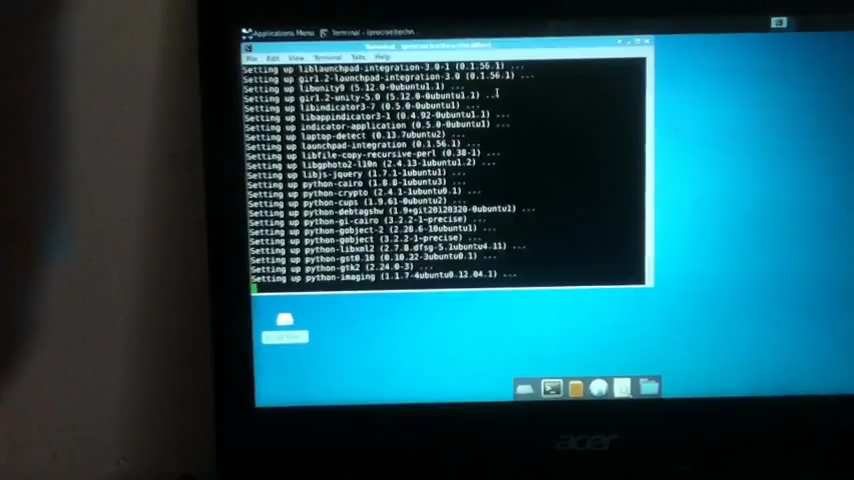 Applications Menu Terminal - (precise)techn...
File Edit View Terminal Tabs Help
Setting up liblaunchpad-integration-3.0-1 (0.1.56.1) ...
Setting up gir1.2-launchpad-integration-3.0 (0.1.56.1) ...
Setting up libunity9 (5.12.0-0ubuntu1.1) ...
Setting up gir1.2-unity-5.0 (5.12.0-0ubuntu1.1) ...
Setting up libindicator3-7 (0.5.0-0ubuntu1) ...
Setting up libappindicator3-1 (0.4.92-0ubuntu1.1) ...
Setting up indicator-application (0.5.0-0ubuntu1) ...
Setting up laptop-detect (0.13.7ubuntu2) ...
Setting up launchpad-integration (0.1.56.1) ...
Setting up libfile-copy-recursive-perl (0.38-1) ...
Setting up libgphoto2-l10n (2.4.13-1ubuntu1.2) ...
Setting up libjs-jquery (1.7.1-1ubuntu1) ...
Setting up python-cairo (1.8.8-1ubuntu3) ...
Setting up python-crypto (2.4.1-1ubuntu0.1) ...
Setting up python-cups (1.9.61-0ubuntu2) ...
Setting up python-debtagshw (1.9+git20120320-0ubuntu1) ...
Setting up python-gi-cairo (3.2.2-1~precise) ...
Setting up python-gobject-2 (2.28.6-10ubuntu1) ...
Setting up python-gobject (3.2.2-1~precise) ...
Setting up python-libxml2 (2.7.8.dfsg-5.1ubuntu4.11) ...
Setting up python-gst0.10 (0.10.22-3ubuntu0.1) ...
Setting up python-gtk2 (2.24.0-3) ...
Setting up python-imaging (1.1.7-4ubuntu0.12.04.1) ...
acer